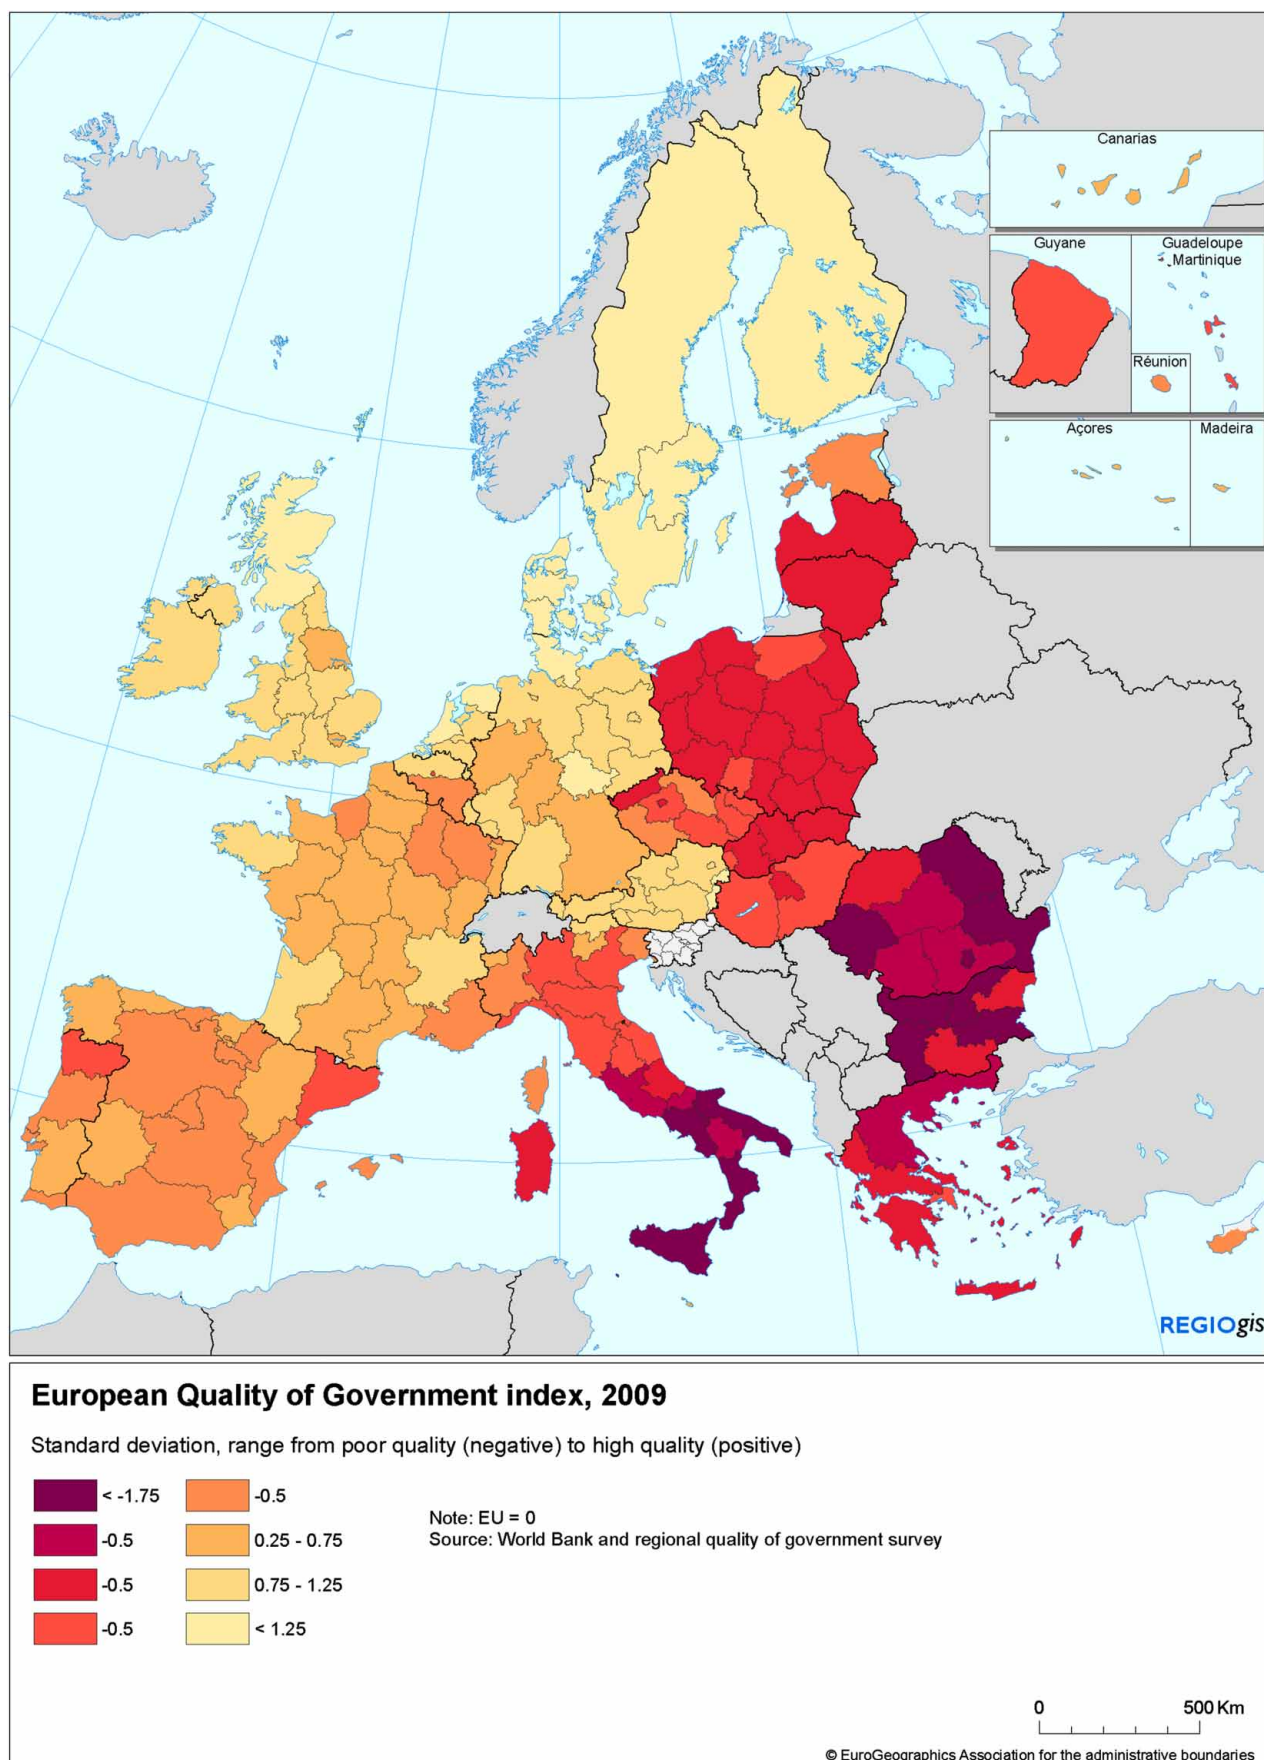 Canarias
Guyane
Guadeloupe
Martinique
Réunion
Açores
Madeira
REGIOgis
European Quality of Government index, 2009
Standard deviation, range from poor quality (negative) to high quality (positive)
< -1.75
-0.5
-0.5
-0.5
-0.5
0.25 - 0.75
0.75 - 1.25
< 1.25
Note: EU = 0
Source: World Bank and regional quality of government survey
0 500 Km
© EuroGeographics Association for the administrative boundaries